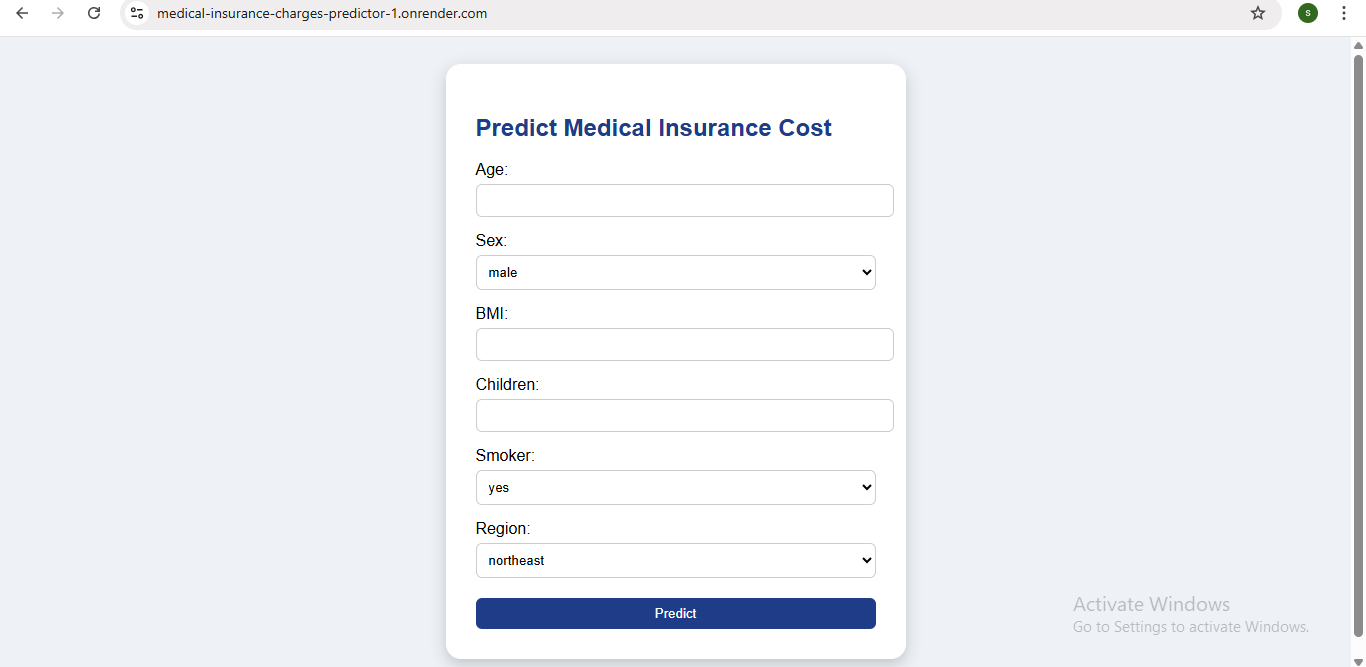 medical-insurance-charges-predictor-1.onrender.com
s
Predict Medical Insurance Cost
Age:
Sex:
male
BMI:
Children:
Smoker:
yes
Region:
northeast
Predict
Activate Windows
Go to Settings to activate Windows.